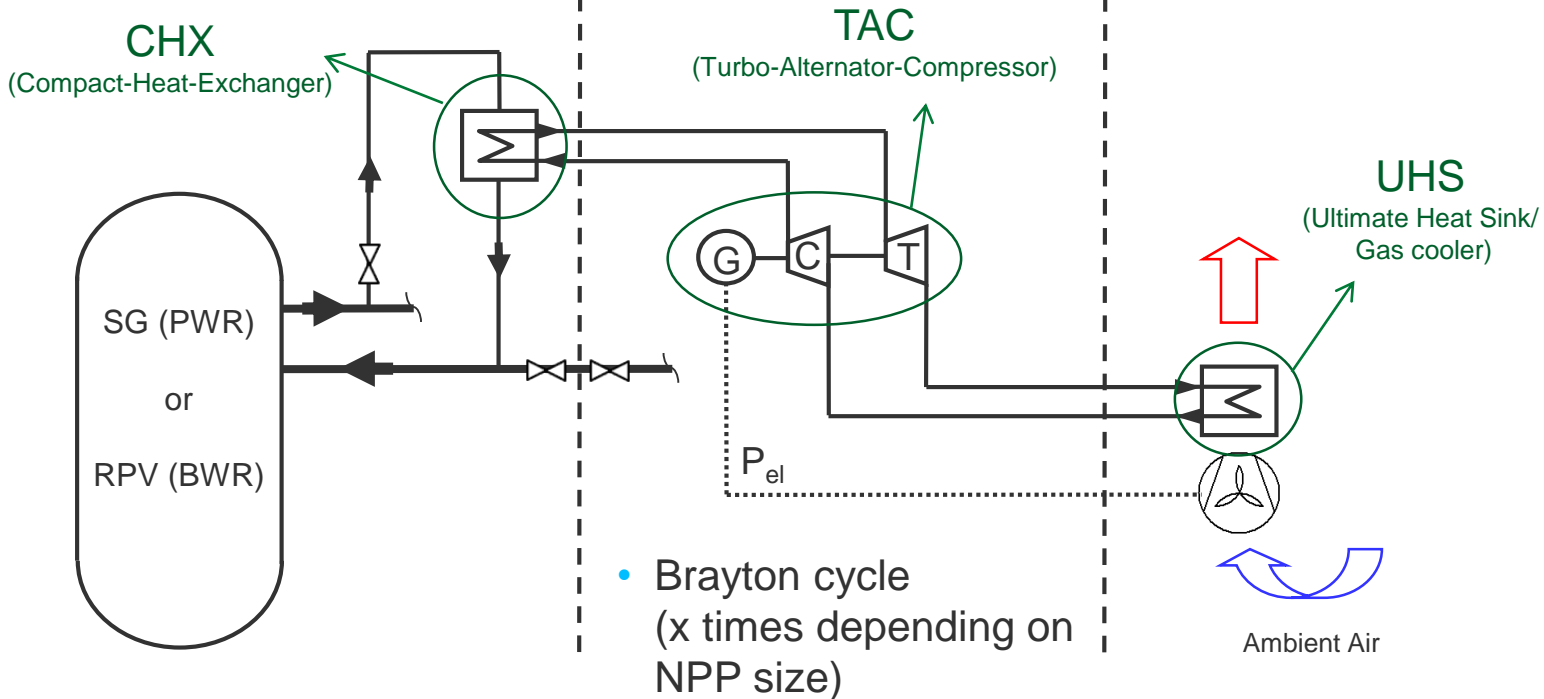 CHX
(Compact-Heat-Exchanger)
TAC
(Turbo-Alternator-Compressor)
UHS
(Ultimate Heat Sink/
Gas cooler)
G
C
T
SG (PWR)
or
RPV (BWR)
Pel
• Brayton cycle
(x times depending on
NPP size)
Ambient Air